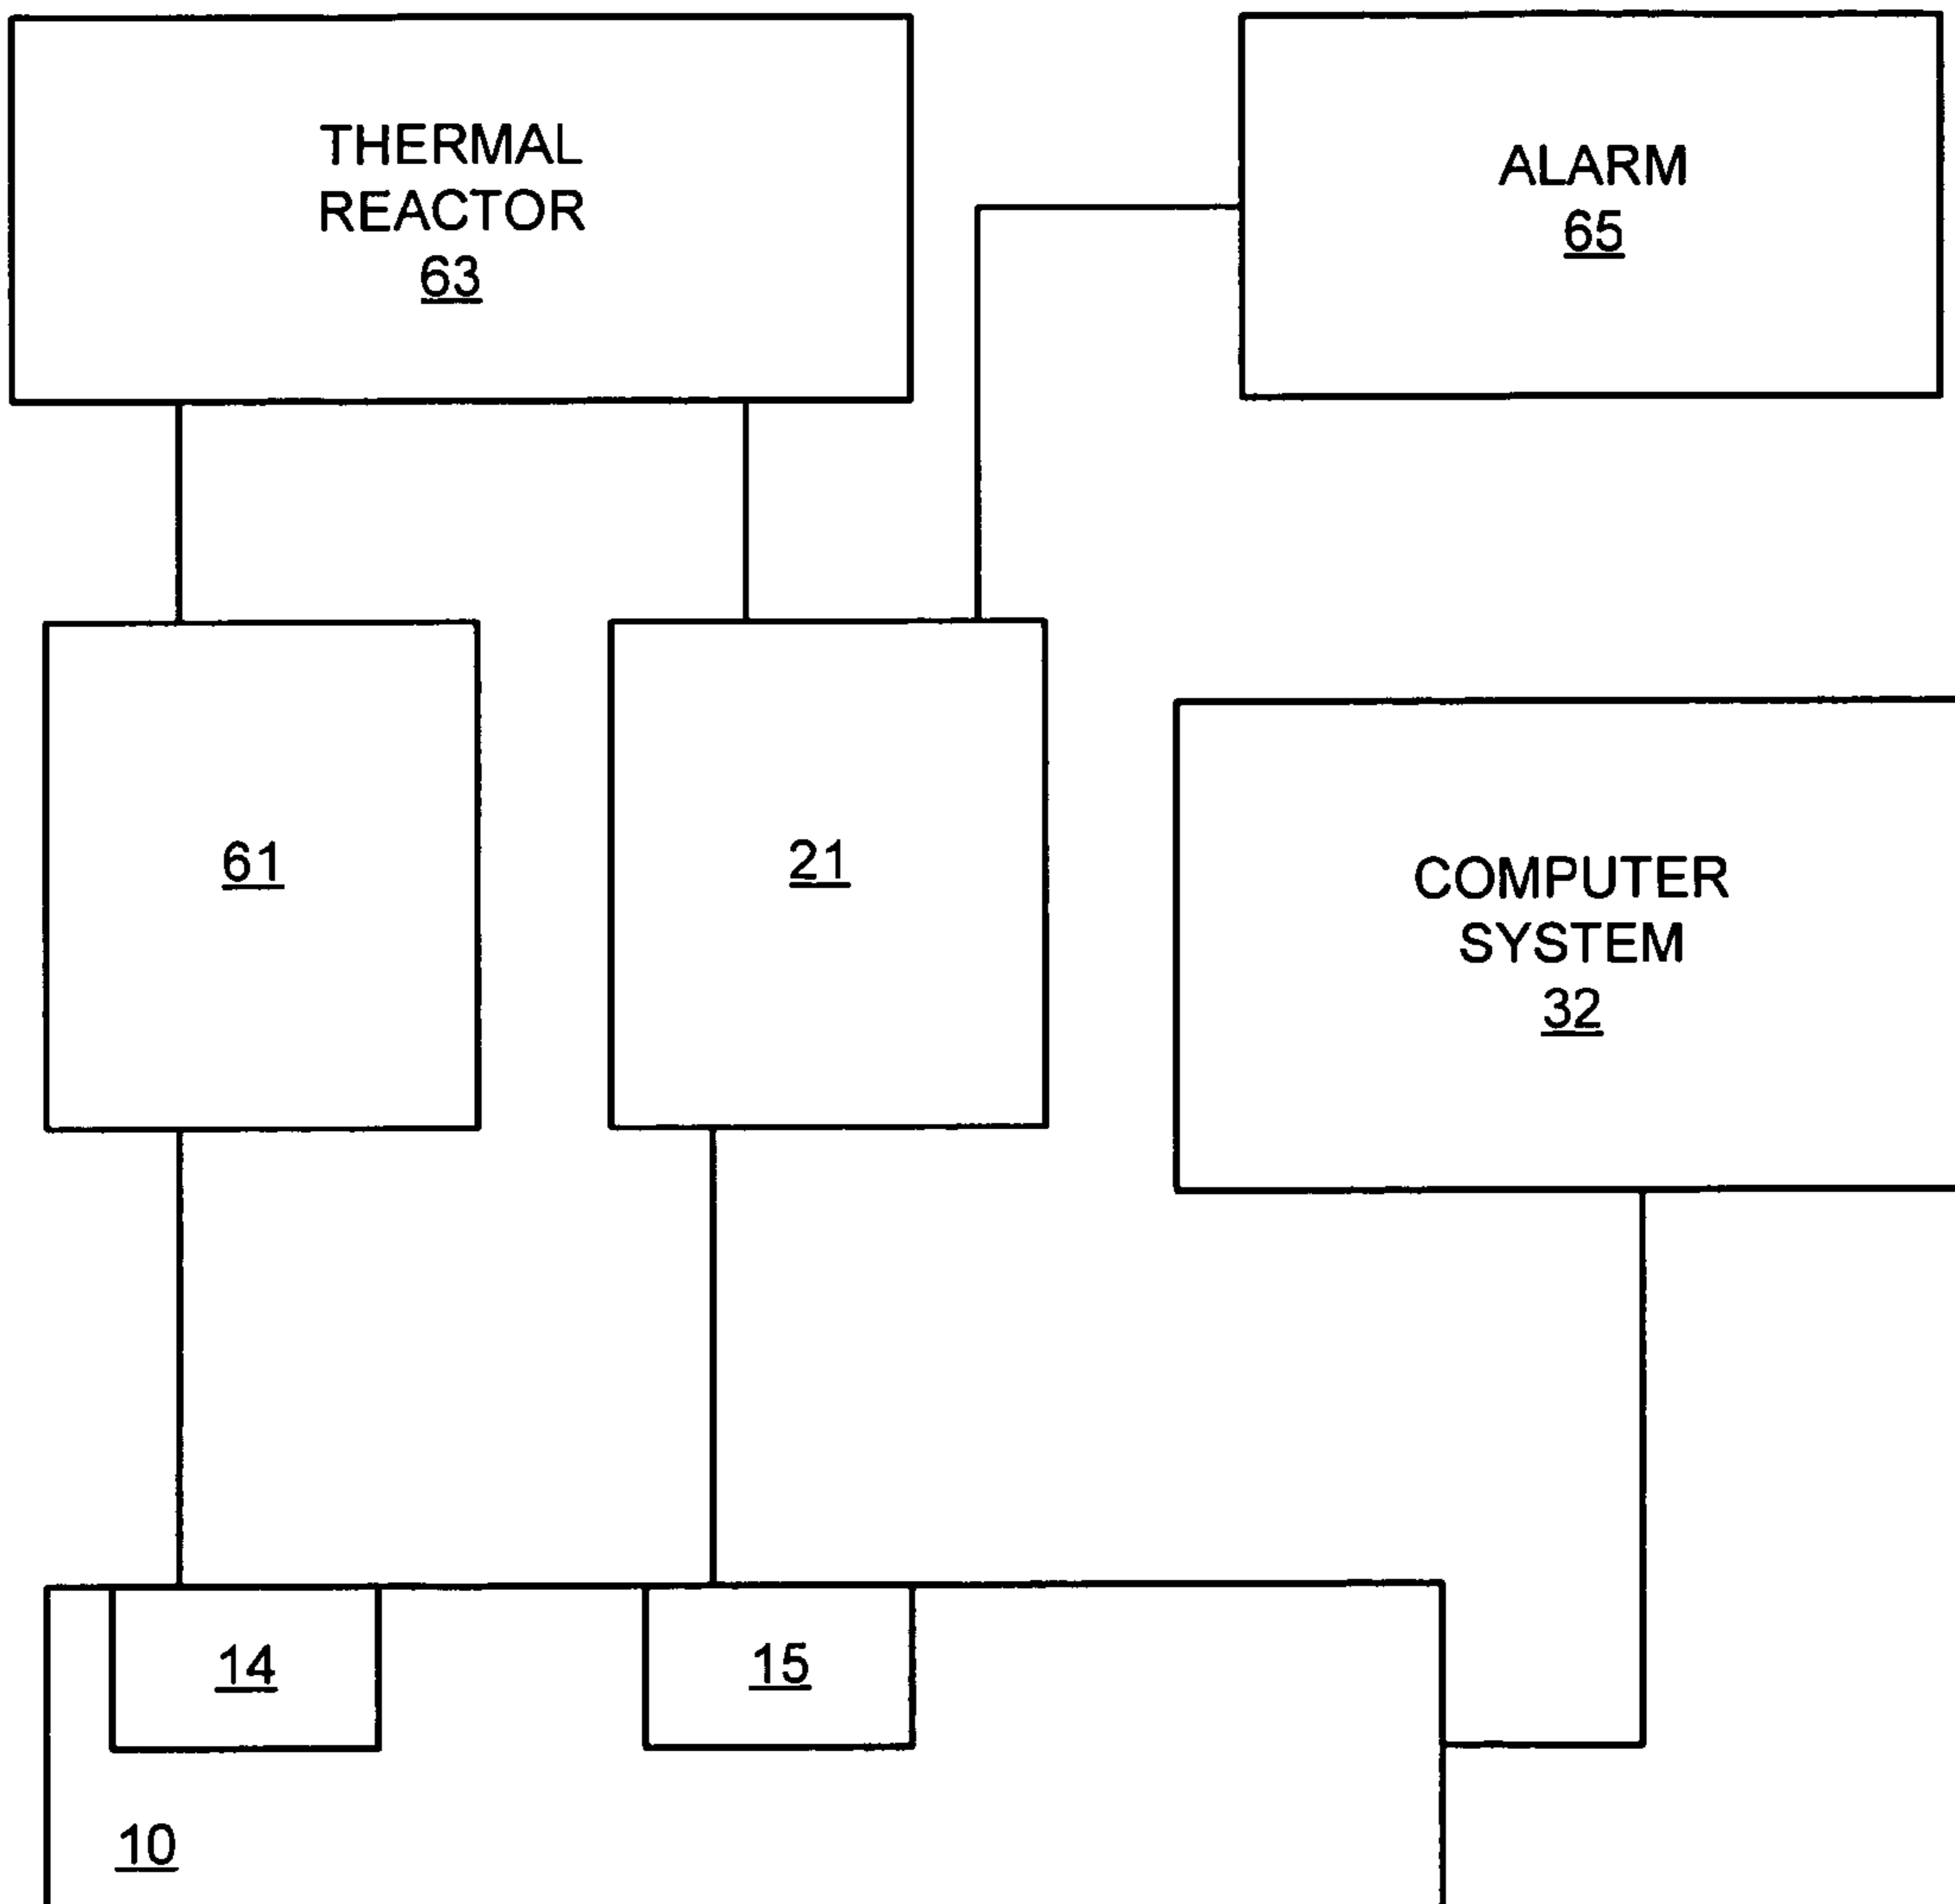 THERMAL
REACTOR
63
ALARM
65
61
21
COMPUTER
SYSTEM
32
14
15
10